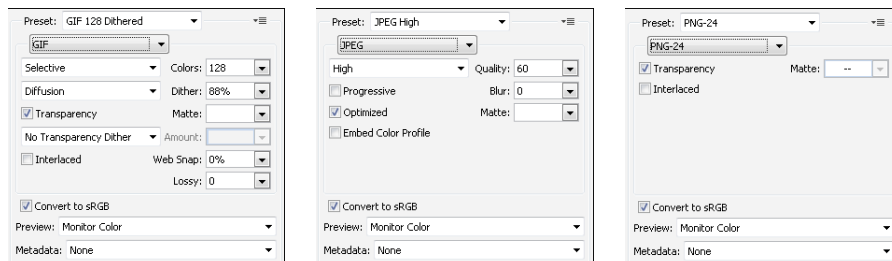 Preset: GIF 128 Dithered
GIF
Selective Colors: 128
Diffusion Dither: 88%
Transparency Matte:
No Transparency Dither Amount:
Interlaced Web Snap: 0%
Lossy: 0
Convert to sRGB
Preview: Monitor Color
Metadata: None
Preset: JPEG High
JPEG
High Quality: 60
Progressive Blur: 0
Optimized Matte:
Embed Color Profile
Convert to sRGB
Preview: Monitor Color
Metadata: None
Preset: PNG-24
PNG-24
Transparency Matte: --
Interlaced
Convert to sRGB
Preview: Monitor Color
Metadata: None